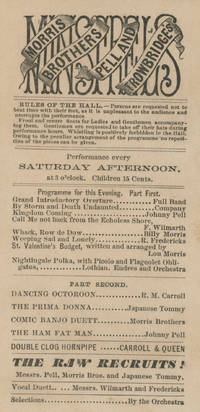 MORRIS
BROTHERS
PELL AND
TROWBRIDGE'S
MINSTRELS
RULES OF THE HALL.—Persons are requested not to
beat time with their feet, as it is unpleasant to the audience and
interrupts the performance
Front and centre Seats for Ladies and Gentlemen accompany-
ing them. Gentlemen are requested to take off their hats during
performance hours. Whistling is positively forbidden in the Hall.
Owing to the peculiar arrangement of the programme no repeti-
tion of the pieces can be given.
Performance every
SATURDAY AFTERNOON,
at 3 o'clock. Children 15 Cents.
Programme for this Evening. Part First.
Grand Introductory Overture, Full Band
By Storm and Death Undaunted Company
Kingdom Coming Johnny Pell
Call Me not back from the Echoless Shore,
F. Wilmarth
Whack, Row de Dow Billy Morris
Weeping Sad and Lonely R. Fredericks
St. Valentine's Budget, written and arranged by
Lon Morris
Nightingale Polka, with Picolo and Flageolet Obli-
gatos, Lothian. Endres and Orchestra
PART SECOND.
DANCING OCTOROON R. M. Carroll
THE PRIMA DONNA Japanese Tommy
COMIC BANJO DUETT Morris Brothers
THE HAM FAT MAN Johnny Pell
DOUBLE CLOG HORNPIPE CARROLL & QUEEN
THE RAW RECRUITS!
Messrs. Pell, Morris Bros. and Japanese Tommy.
Vocal Duett.... Messrs. Wilmarth and Fredericks
Selections By the Orchestra